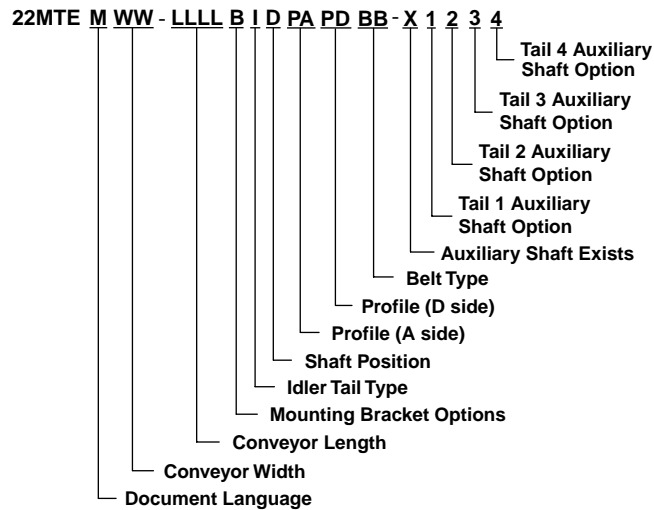 22MTE M WW - LLLL B I D PA PD BB - X 1 2 3 4
Tail 4 Auxiliary
Shaft Option
Tail 3 Auxiliary
Shaft Option
Tail 2 Auxiliary
Shaft Option
Tail 1 Auxiliary
Shaft Option
Auxiliary Shaft Exists
Belt Type
Profile (D side)
Profile (A side)
Shaft Position
Idler Tail Type
Mounting Bracket Options
Conveyor Length
Conveyor Width
Document Language